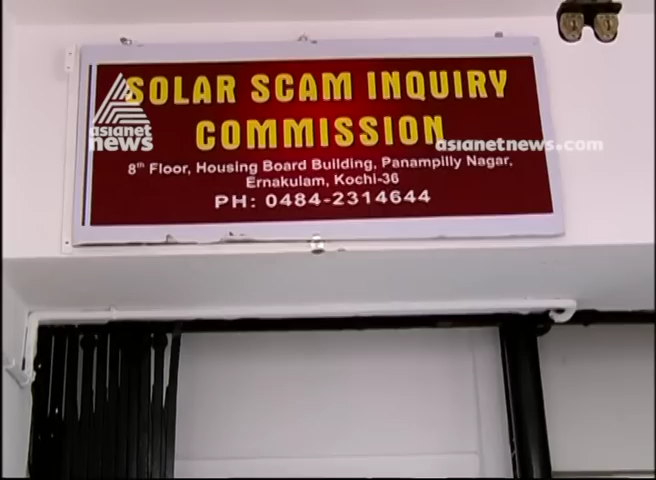 SOLAR SCAM INQUIRY
COMMISSION
8th Floor, Housing Board Building, Panampilly Nagar,
Ernakulam, Kochi-36
PH: 0484-2314644
asianet
news
asianetnews.com